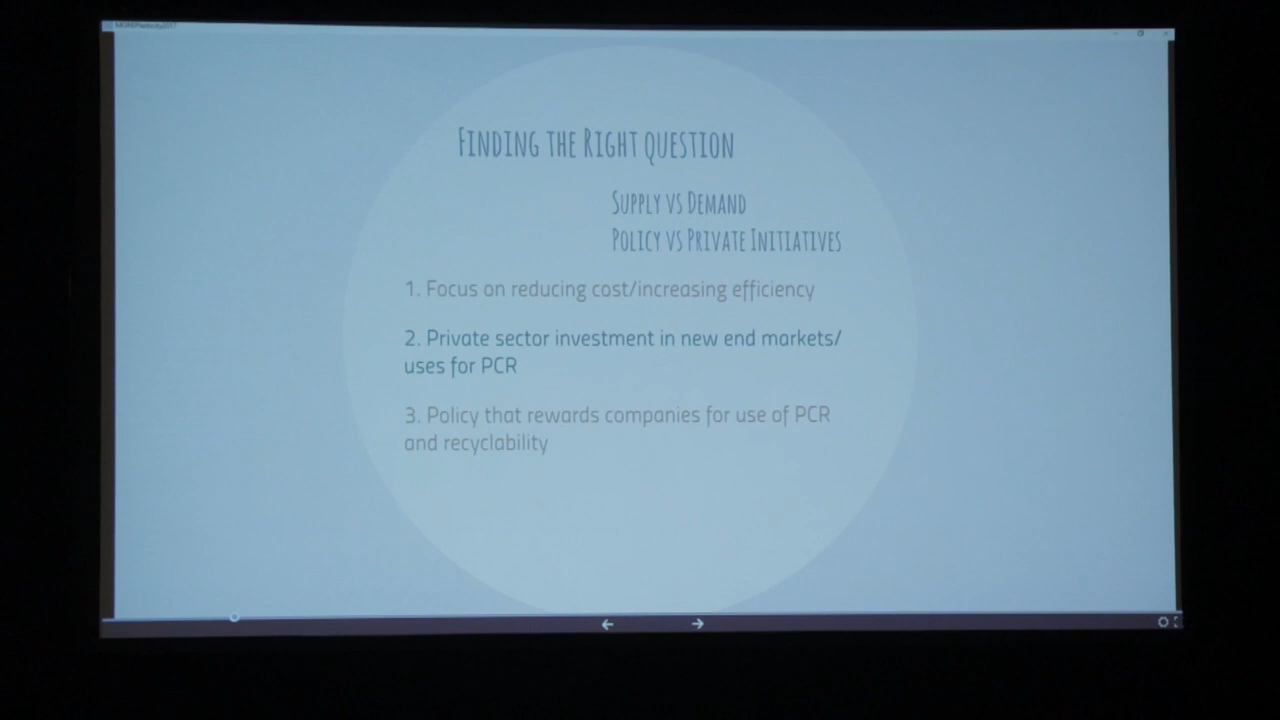 Finding the Right question
Supply vs Demand
Policy vs Private Initiatives
1. Focus on reducing cost/increasing efficiency
2. Private sector investment in new end markets/
uses for PCR
3. Policy that rewards companies for use of PCR
and recyclability